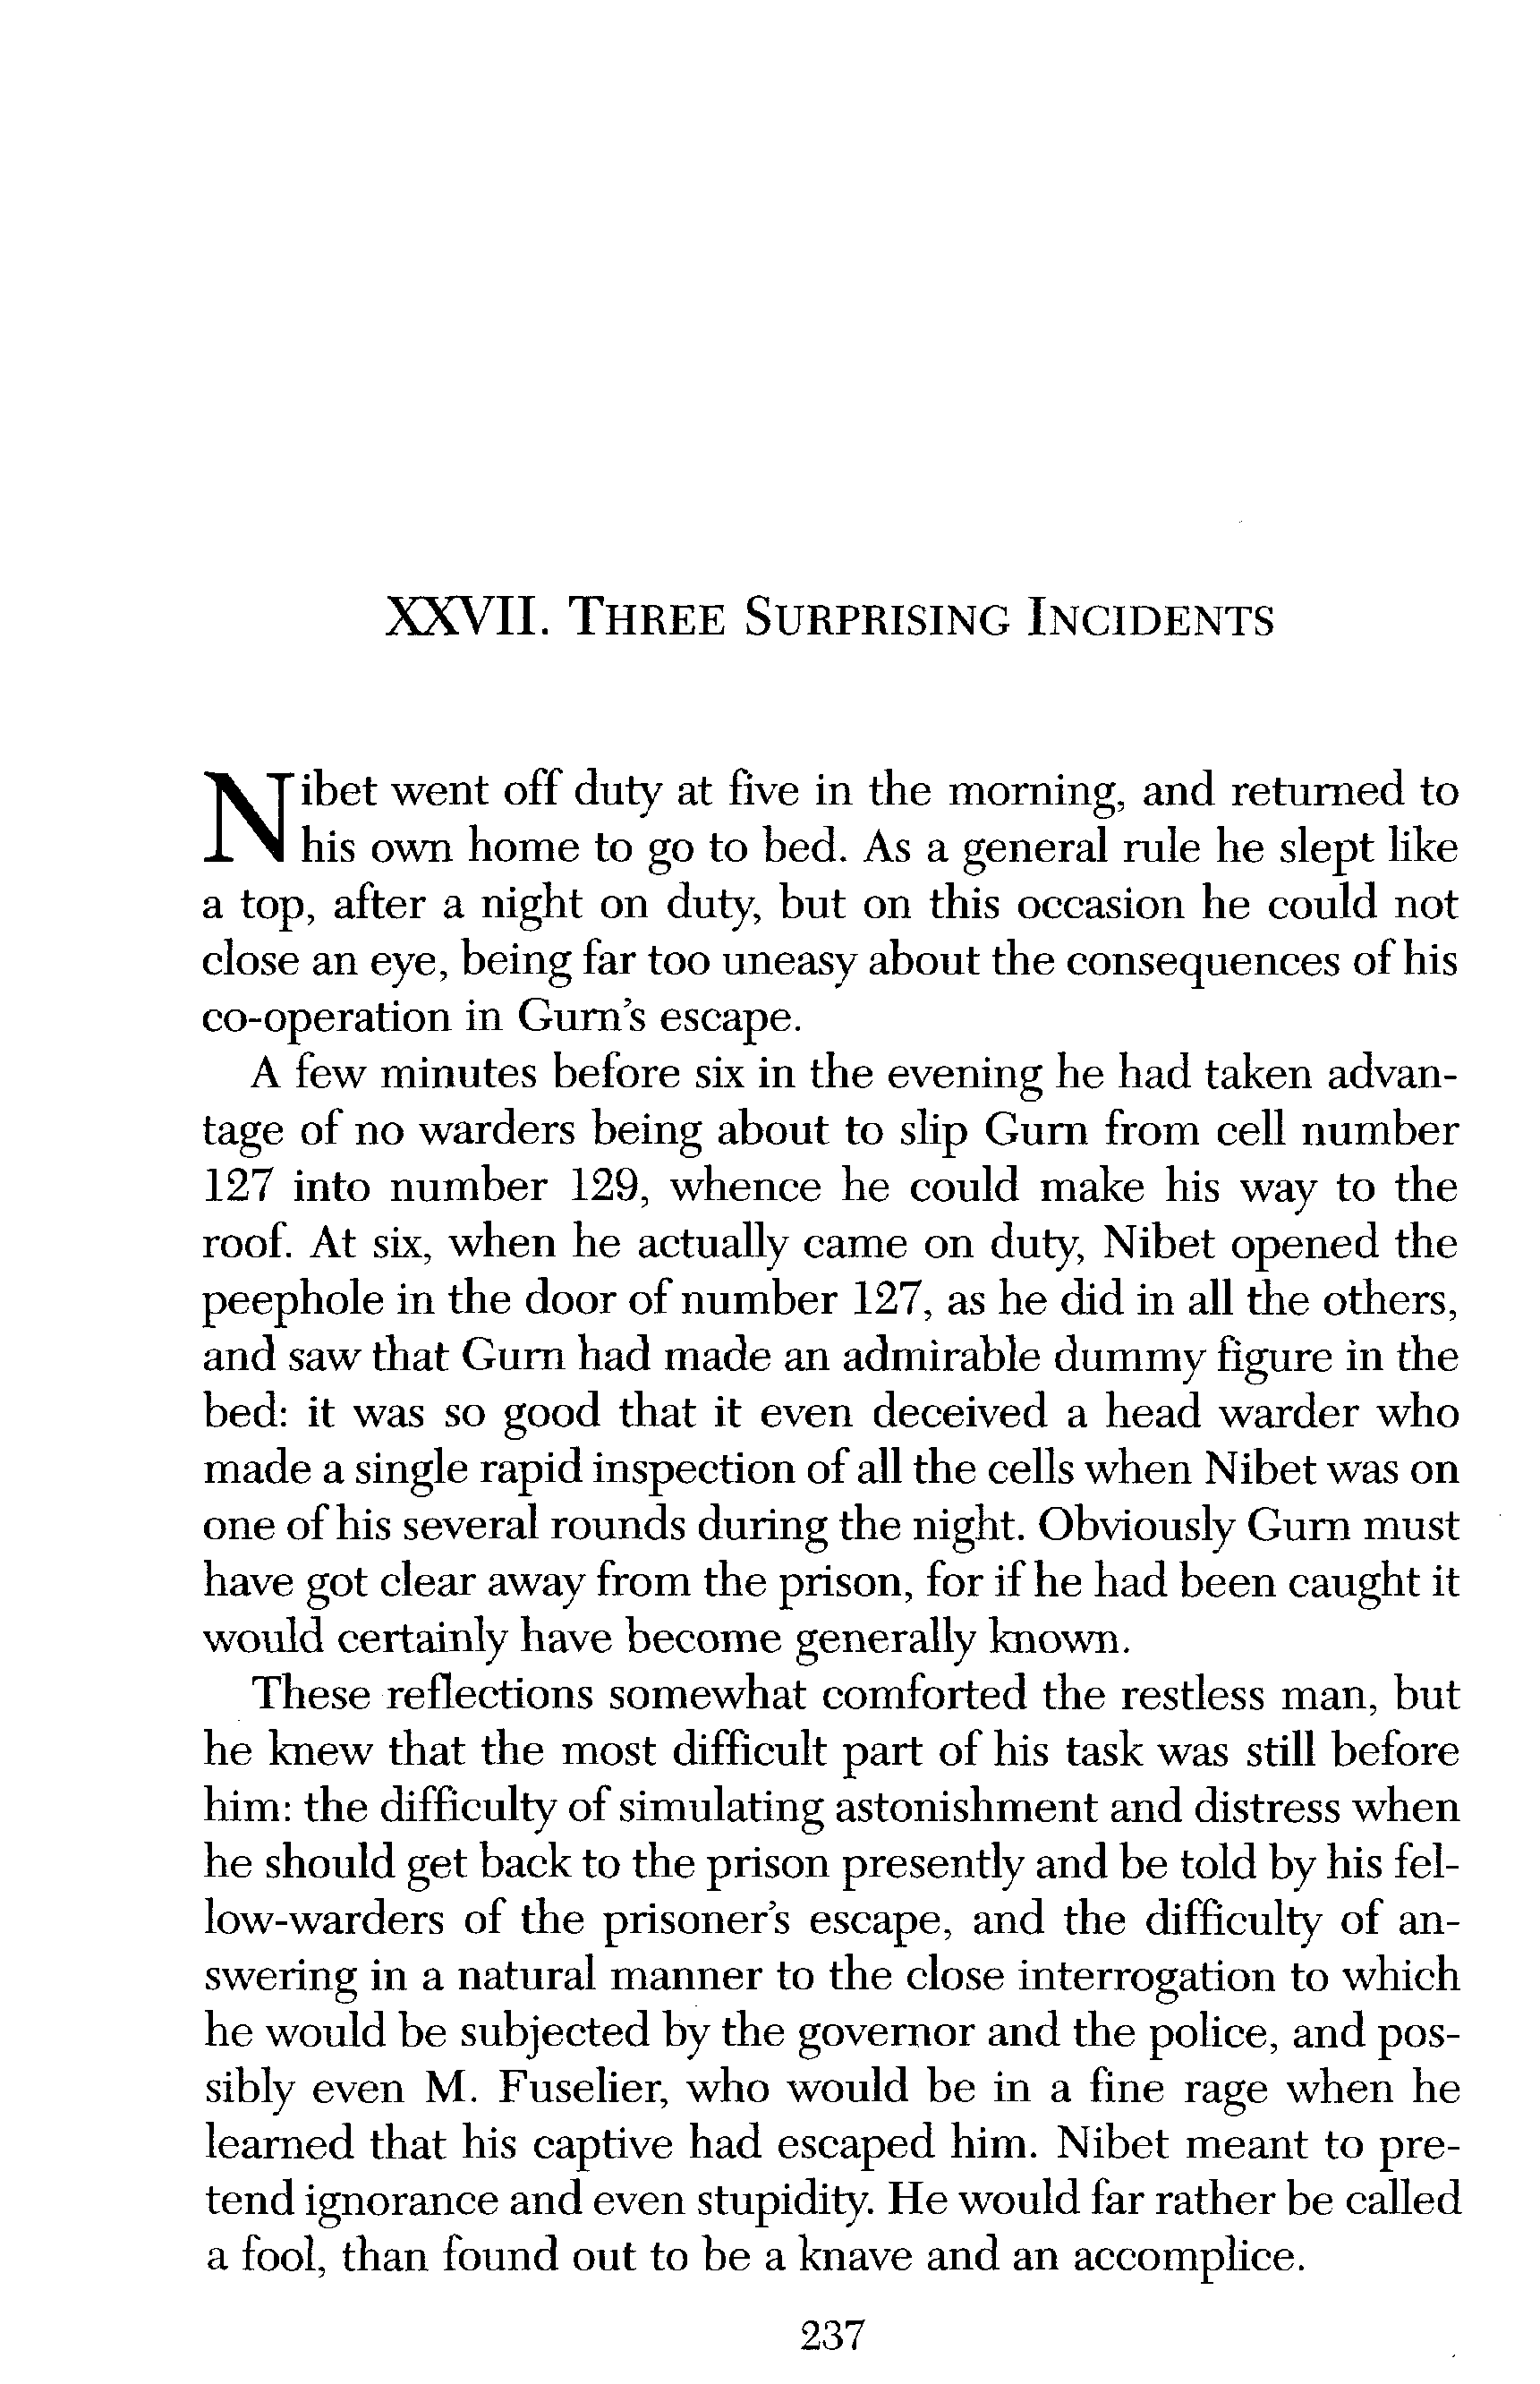 XXVII. THREE SURPRISING INCIDENTS
Nibet went off duty at five in the morning, and returned to
his own home to go to bed. As a general rule he slept like
a top, after a night on duty, but on this occasion he could not
close an eye, being far too uneasy about the consequences of his
co-operation in Gurn's escape.
A few minutes before six in the evening he had taken advan-
tage of no warders being about to slip Gurn from cell number
127 into number 129, whence he could make his way to the
roof. At six, when he actually came on duty, Nibet opened the
peephole in the door of number 127, as he did in all the others,
and saw that Gurn had made an admirable dummy figure in the
bed: it was so good that it even deceived a head warder who
made a single rapid inspection of all the cells when Nibet was on
one of his several rounds during the night. Obviously Gurn must
have got clear away from the prison, for if he had been caught it
would certainly have become generally known.
These reflections somewhat comforted the restless man, but
he knew that the most difficult part of his task was still before
him: the difficulty of simulating astonishment and distress when
he should get back to the prison presently and be told by his fel-
low-warders of the prisoner's escape, and the difficulty of an-
swering in a natural manner to the close interrogation to which
he would be subjected by the governor and the police, and pos-
sibly even M. Fuselier, who would be in a fine rage when he
learned that his captive had escaped him. Nibet meant to pre-
tend ignorance and even stupidity. He would far rather be called
a fool, than found out to be a knave and an accomplice.
237